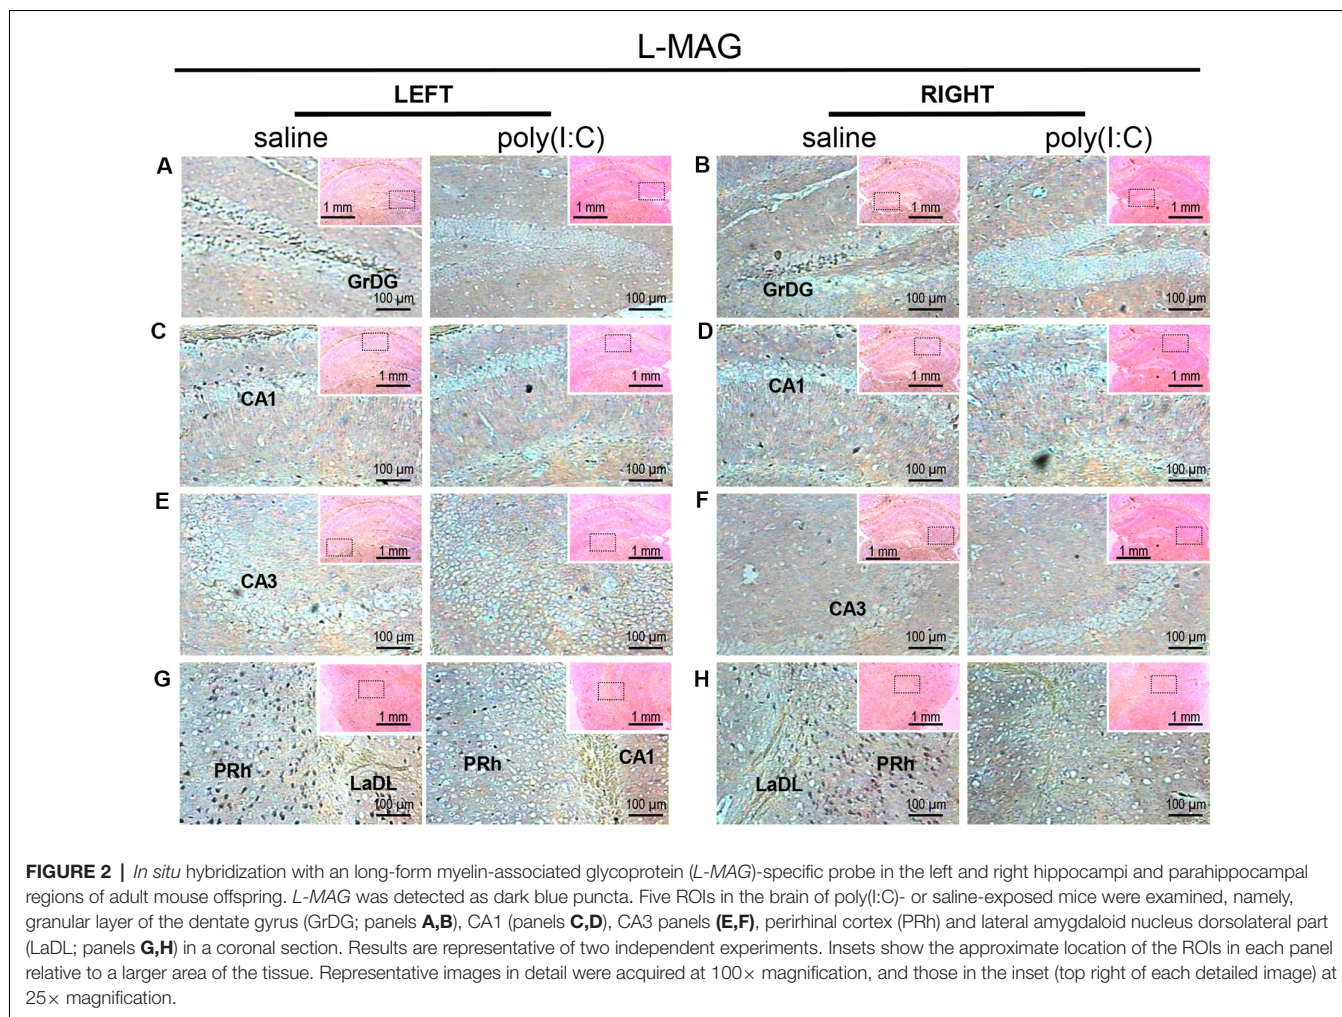 L-MAG
LEFT RIGHT
saline poly(I:C) saline poly(I:C)
A B
1 mm 1 mm 1 mm 1 mm
GrDG GrDG
100 µm 100 µm 100 µm 100 µm
C D
1 mm 1 mm 1 mm 1 mm
CA1 CA1
100 µm 100 µm 100 µm 100 µm
E F
1 mm 1 mm 1 mm 1 mm
CA3 CA3
100 µm 100 µm 100 µm 100 µm
G H
1 mm 1 mm 1 mm 1 mm
PRh LaDL PRh CA1 LaDL PRh
100 µm 100 µm 100 µm 100 µm
FIGURE 2 | In situ hybridization with an long-form myelin-associated glycoprotein (L-MAG)-specific probe in the left and right hippocampi and parahippocampal
regions of adult mouse offspring. L-MAG was detected as dark blue puncta. Five ROIs in the brain of poly(I:C)- or saline-exposed mice were examined, namely,
granular layer of the dentate gyrus (GrDG; panels A,B), CA1 (panels C,D), CA3 panels (E,F), perirhinal cortex (PRh) and lateral amygdaloid nucleus dorsolateral part
(LaDL; panels G,H) in a coronal section. Results are representative of two independent experiments. Insets show the approximate location of the ROIs in each panel
relative to a larger area of the tissue. Representative images in detail were acquired at 100× magnification, and those in the inset (top right of each detailed image) at
25× magnification.